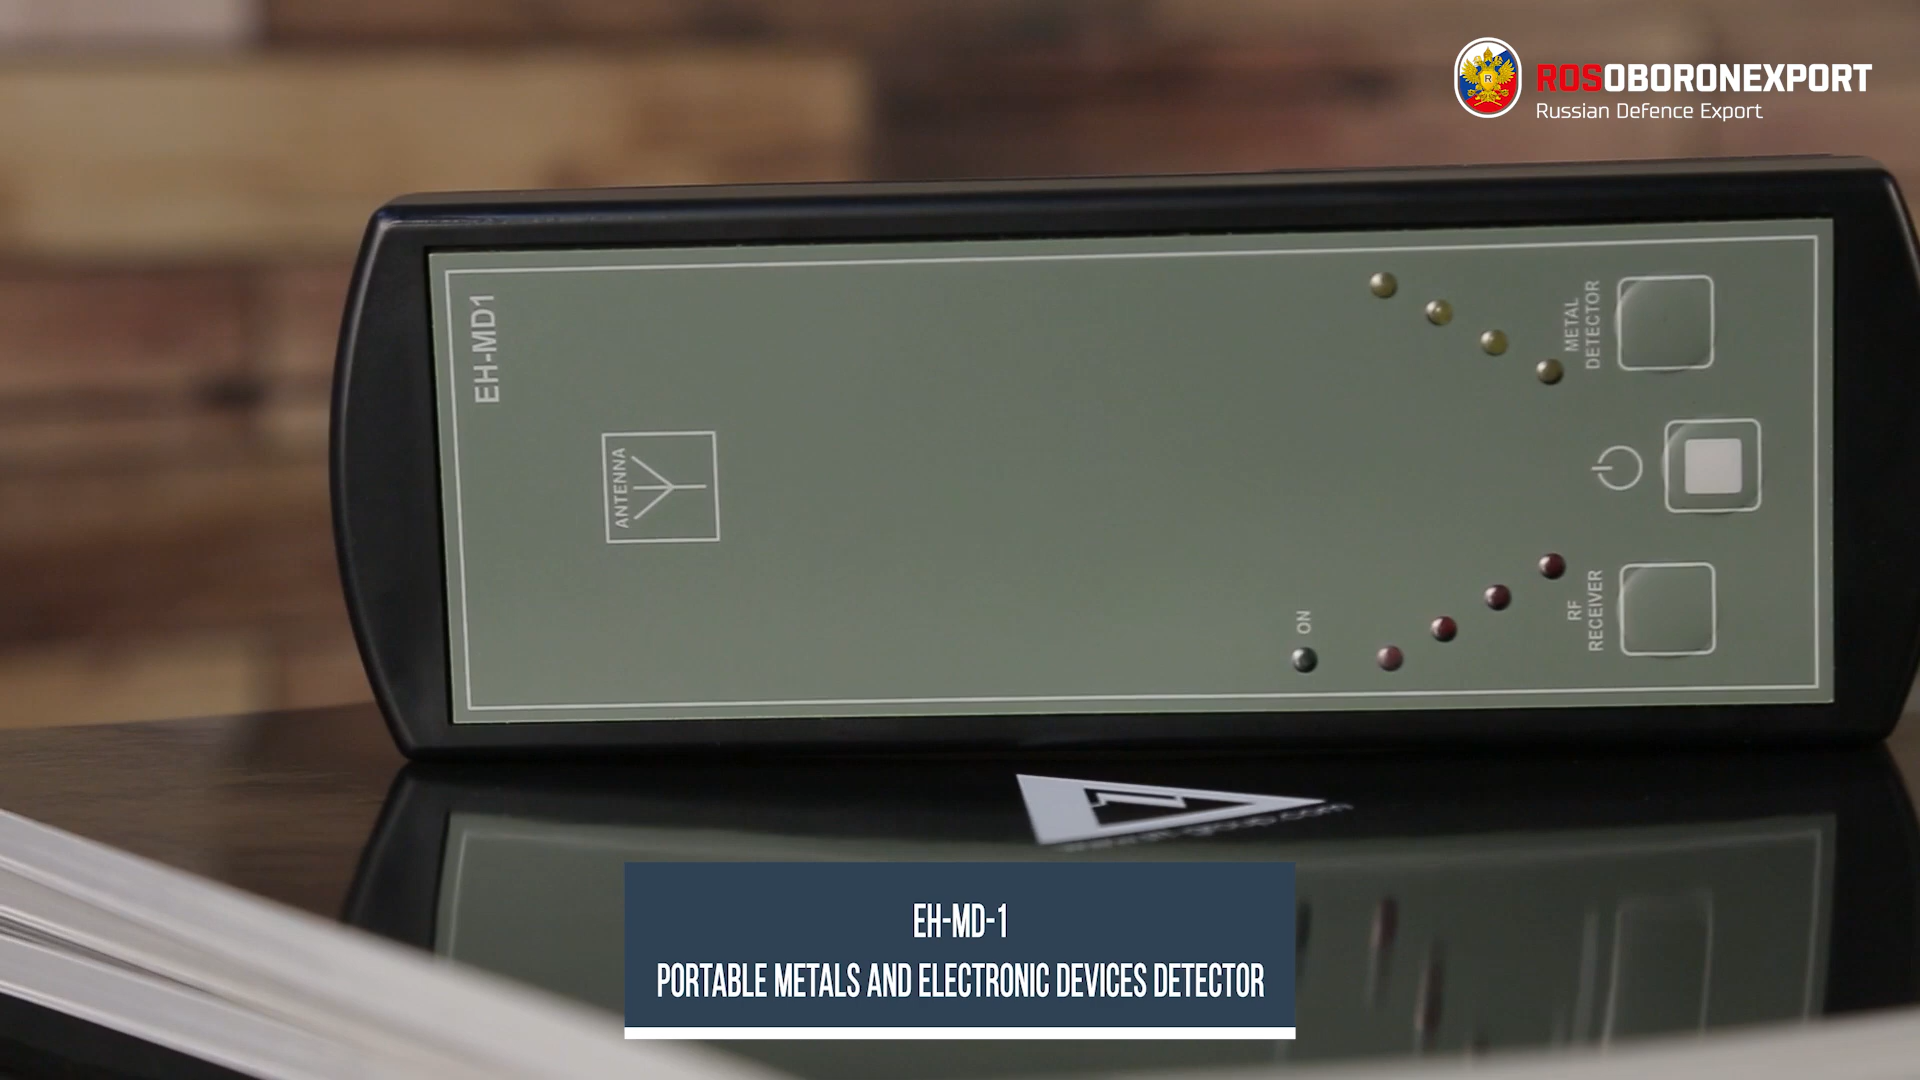 ROSOBORONEXPORT
Russian Defence Export
EH-MD1
ANTENNA
METAL
DETECTOR
ON
RF
RECEIVER
EH-MD-1
PORTABLE METALS AND ELECTRONIC DEVICES DETECTOR